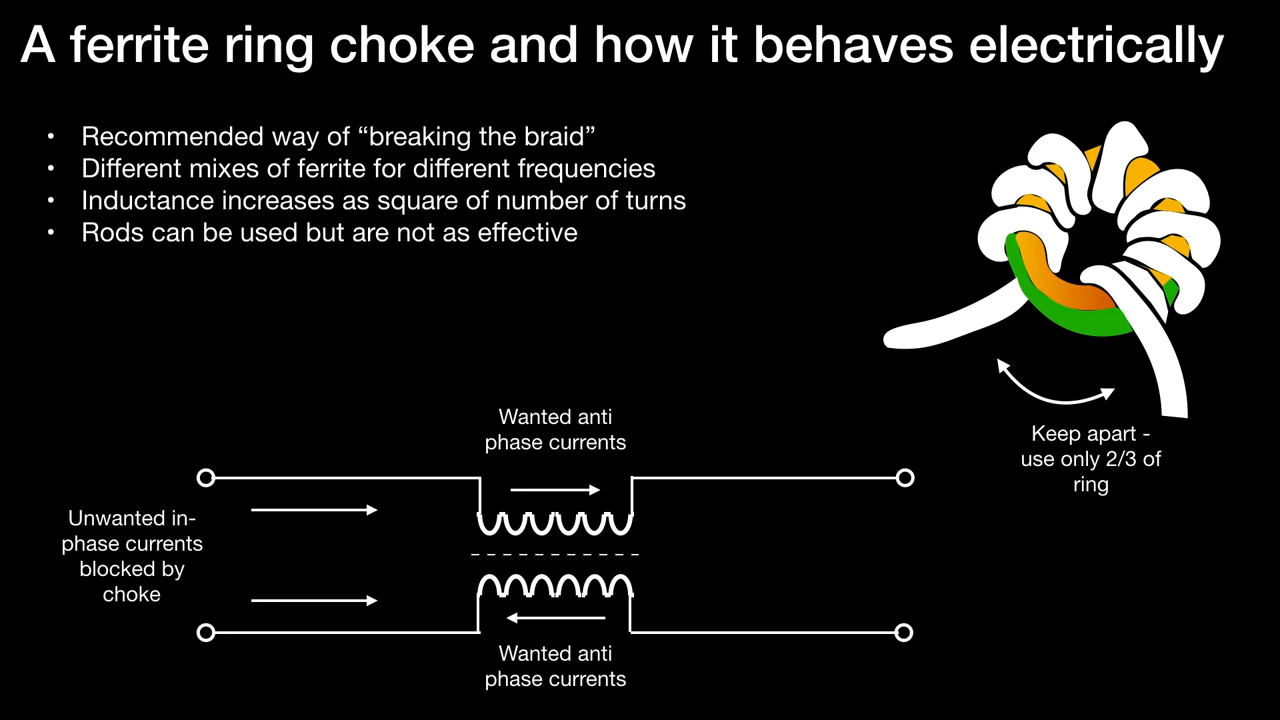 A ferrite ring choke and how it behaves electrically
• Recommended way of “breaking the braid”
• Different mixes of ferrite for different frequencies
• Inductance increases as square of number of turns
• Rods can be used but are not as effective
Keep apart -
use only 2/3 of
ring
Wanted anti
phase currents
Unwanted in-
phase currents
blocked by
choke
Wanted anti
phase currents